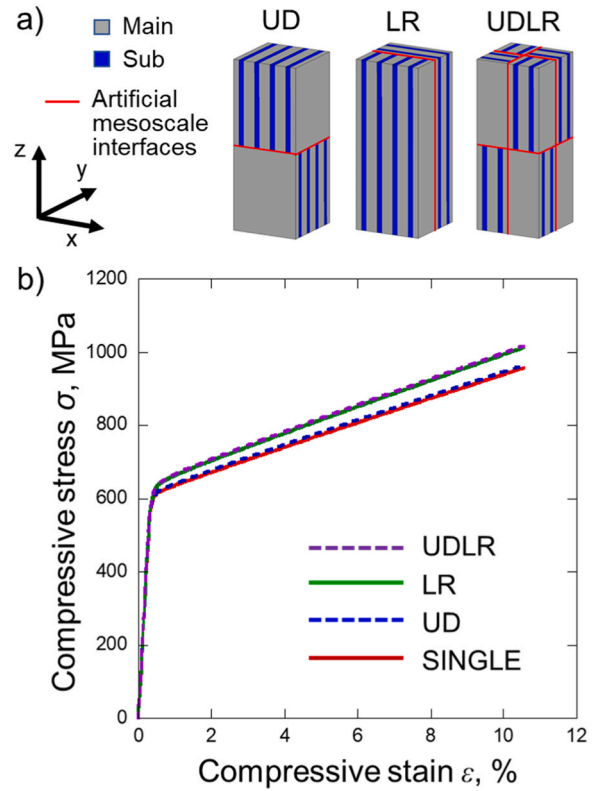 a)
UD
LR
UDLR
Main
Sub
Artificial
mesoscale
interfaces
z
y
x
b)
1200
1000
800
600
400
200
0
0
2
4
6
8
10
12
Compressive stress σ, MPa
UDLR
LR
UD
SINGLE
Compressive stain ε, %